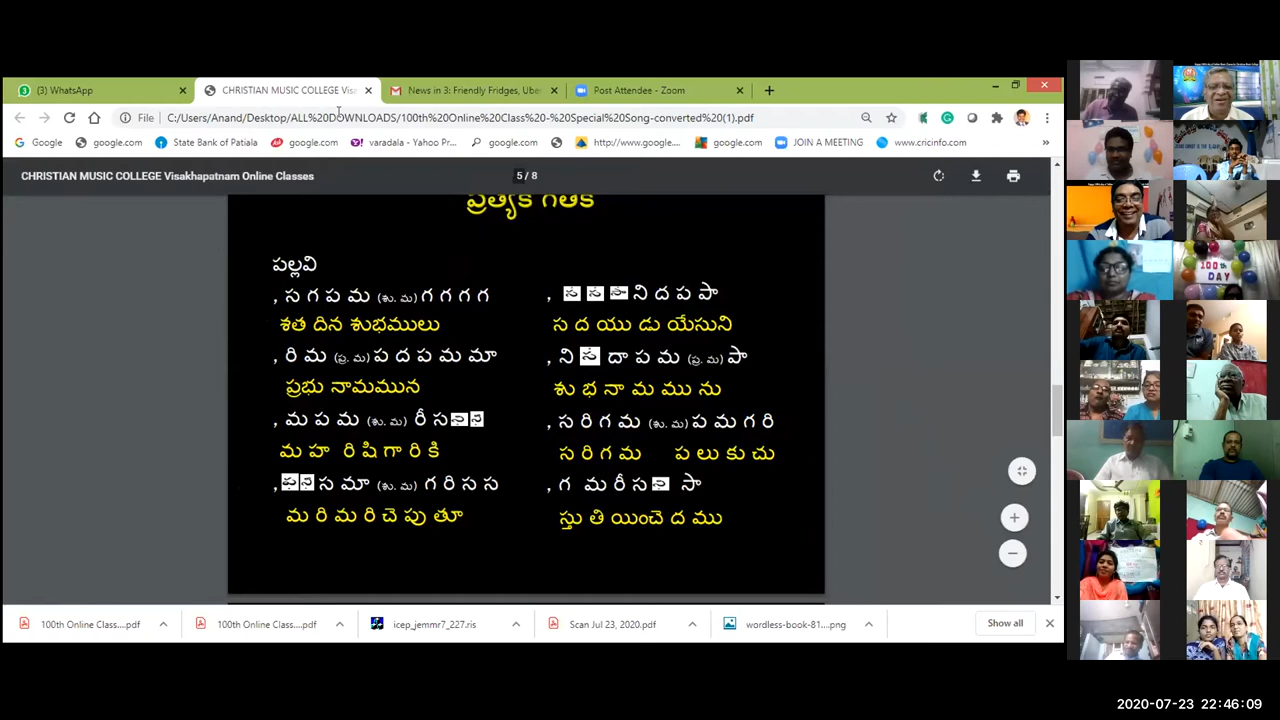 (3) WhatsApp
CHRISTIAN MUSIC COLLEGE Visa
News in 3: Friendly Fridges, Uber
Post Attendee - Zoom
File C:/Users/Anand/Desktop/ALL%20DOWNLOADS/100th%20Online%20Class%20-%20Special%20Song-converted%20(1).pdf
Google google.com State Bank of Patiala google.com varadala - Yahoo Pr... google.com http://www.google.... google.com JOIN A MEETING www.cricinfo.com »
CHRISTIAN MUSIC COLLEGE Visakhapatnam Online Classes 5 / 8
పల్లవి
, స గ ప మ (శు. మ) గ గ గ గ
శత దిన శుభములు
, రి మ (ప్ర. మ) ప ద ప మ మా
ప్రభు నామమున
, మ ప మ (శు. మ) రీ స ని ని
మ హ రి షి గా రి కి
, ప ని స మా (శు. మ) గ రి స స
మ రి మ రి చె పు తూ
, స స సా ని ద ప పా
స ద యు డు యేసుని
, ని స దా ప మ (ప్ర. మ) పా
శు భ నా మ ము ను
, స రి గ మ (శు. మ) ప మ గ రి
స రి గ మ ప లు కు చు
, గ మ రీ స ని సా
స్తు తి యించె ద ము
100th Online Class....pdf
100th Online Class....pdf
icep_jemmr7_227.ris
Scan Jul 23, 2020.pdf
wordless-book-81....png
Show all
100th
DAY
2020-07-23 22:46:09